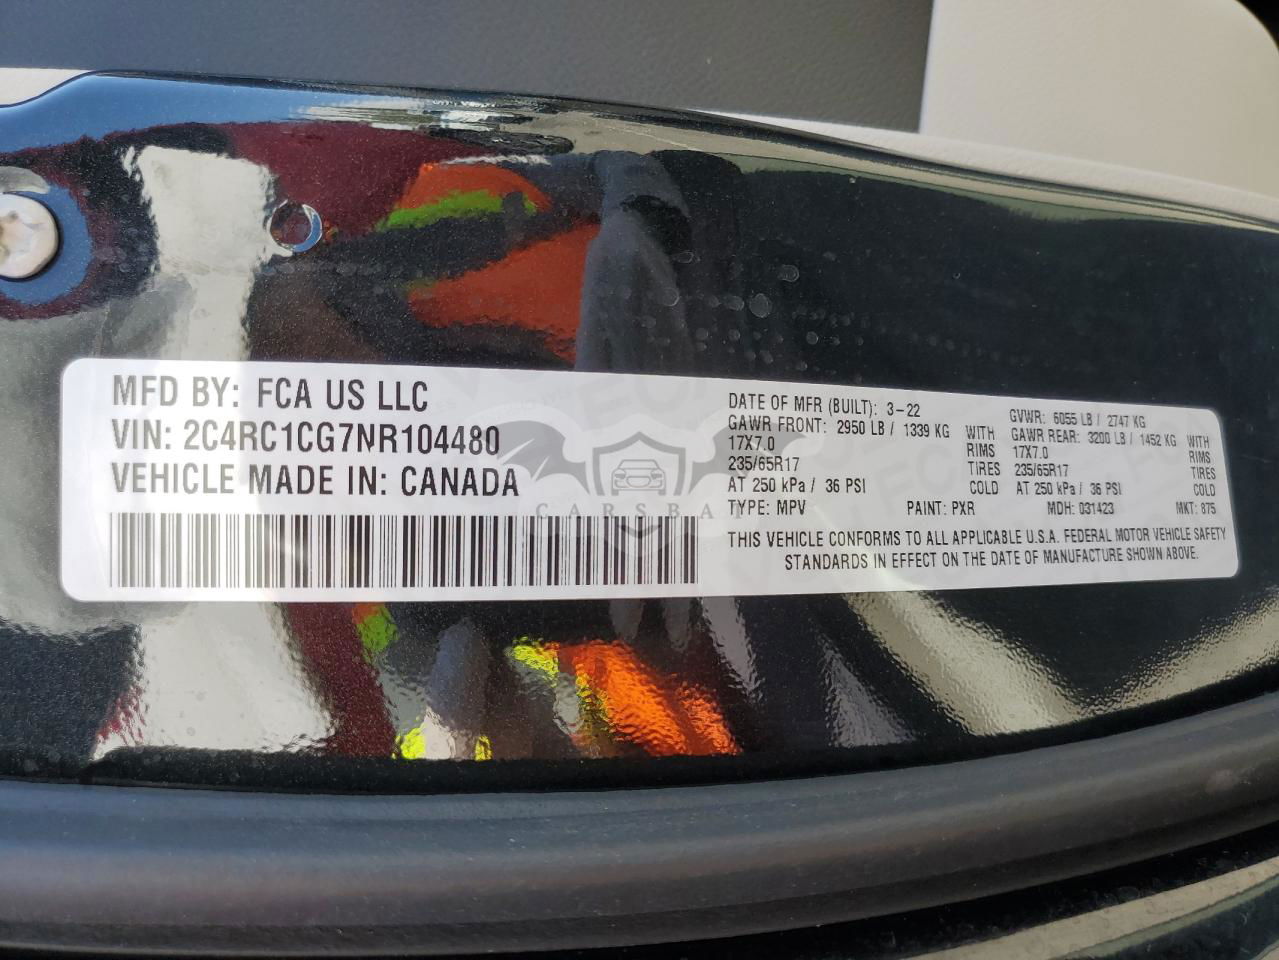 MFD BY: FCA US LLC
VIN: 2C4RC1CG7NR104480
VEHICLE MADE IN: CANADA
DATE OF MFR (BUILT): 3-22 GVWR: 6055 LB / 2747 KG
GAWR FRONT: 2950 LB / 1339 KG WITH GAWR REAR: 3200 LB / 1452 KG WITH
17X7.0 RIMS 17X7.0 RIMS
235/65R17 TIRES 235/65R17 TIRES
AT 250 kPa / 36 PSI COLD AT 250 kPa / 36 PSI COLD
TYPE: MPV PAINT: PXR MDH: 031423 MKT: 875
THIS VEHICLE CONFORMS TO ALL APPLICABLE U.S.A. FEDERAL MOTOR VEHICLE SAFETY
STANDARDS IN EFFECT ON THE DATE OF MANUFACTURE SHOWN ABOVE.
CARSBAT